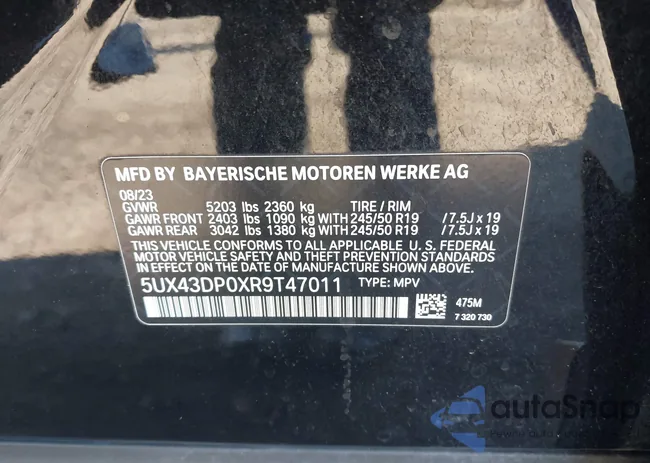 MFD BY BAYERISCHE MOTOREN WERKE AG
08/23
GVWR 5203 lbs 2360 kg TIRE / RIM
GAWR FRONT 2403 lbs 1090 kg WITH 245/50 R19 / 7.5J x 19
GAWR REAR 3042 lbs 1380 kg WITH 245/50 R19 / 7.5J x 19
THIS VEHICLE CONFORMS TO ALL APPLICABLE U. S. FEDERAL
MOTOR VEHICLE SAFETY AND THEFT PREVENTION STANDARDS
IN EFFECT ON THE DATE OF MANUFACTURE SHOWN ABOVE.
5UX43DP0XR9T47011 TYPE: MPV
475M
7 320 730
autoSnap